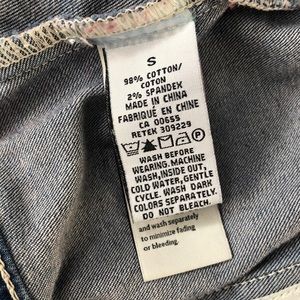 S
98% COTTON/
COTON
2% SPANDEX
MADE IN CHINA
FABRIQUÉ EN CHINE
CA 00655
RETEK 309229
WASH BEFORE
WEARING.MACHINE
WASH,INSIDE OUT,
COLD WATER,GENTLE
CYCLE. WASH DARK
COLORS SEPARATELY.
DO NOT BLEACH.
and wash separately
to minimize fading
or bleeding.